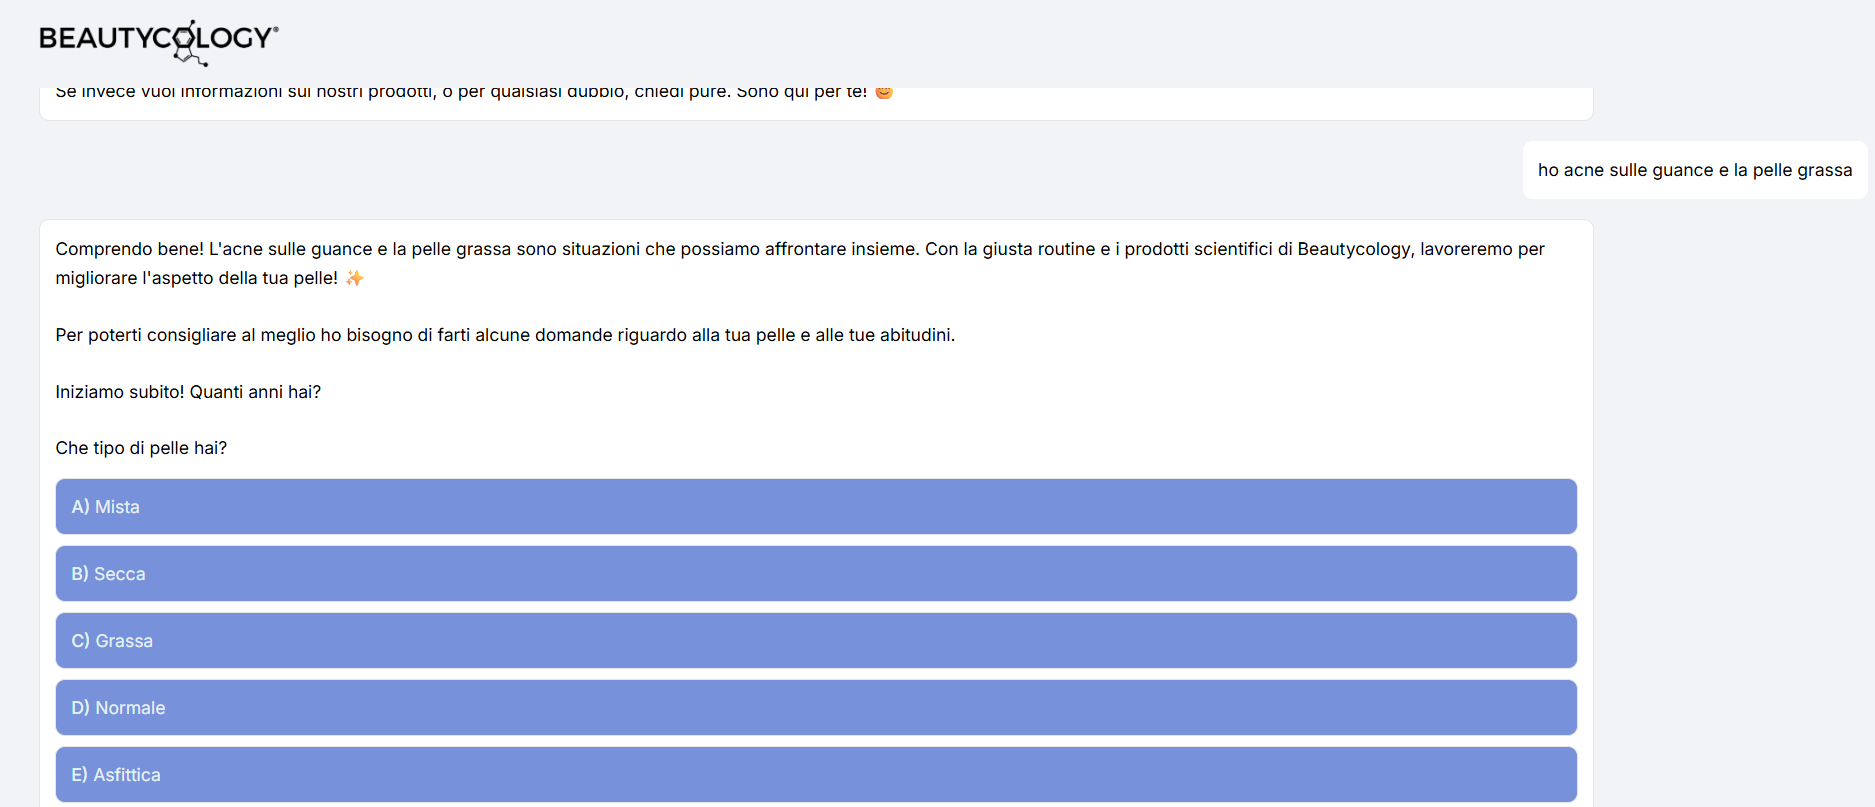 BEAUTYCOLOGY®
Se invece vuoi informazioni sui nostri prodotti, o per qualsiasi dubbio, chiedi pure. Sono qui per te! 😊
ho acne sulle guance e la pelle grassa
Comprendo bene! L'acne sulle guance e la pelle grassa sono situazioni che possiamo affrontare insieme. Con la giusta routine e i prodotti scientifici di Beautycology, lavoreremo per
migliorare l'aspetto della tua pelle! ✨
Per poterti consigliare al meglio ho bisogno di farti alcune domande riguardo alla tua pelle e alle tue abitudini.
Iniziamo subito! Quanti anni hai?
Che tipo di pelle hai?
A) Mista
B) Secca
C) Grassa
D) Normale
E) Asfittica